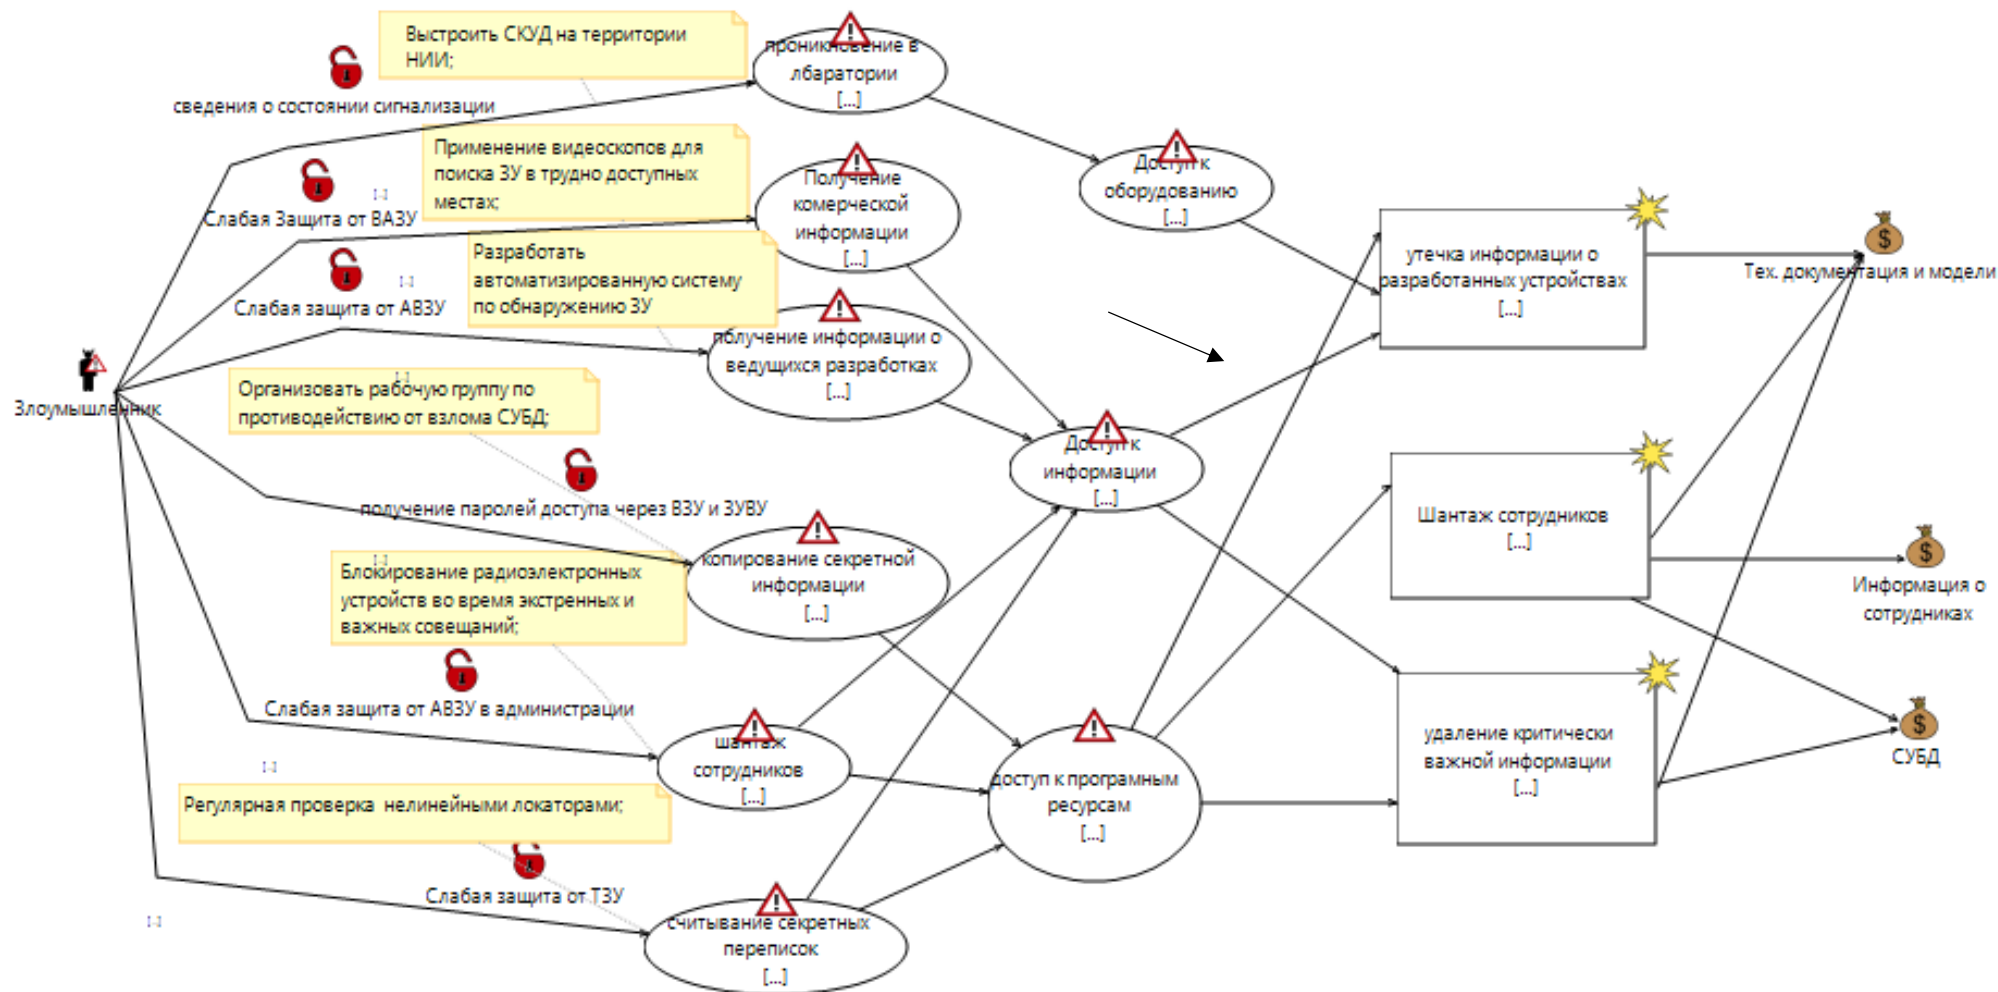 Выстроить СКУД на территории
НИИ;
проникновение в
лбаратории
[...]
сведения о состоянии сигнализации
Применение видеоскопов для
поиска ЗУ в трудно доступных
местах;
Получение
комерческой
информации
[...]
Доступ к
оборудованию
[...]
[...]
Слабая Защита от ВАЗУ
Разработать
автоматизированную систему
по обнаружению ЗУ
утечка информации о
разработанных устройствах
[...]
Тех. документация и модели
[...]
Слабая защита от АВЗУ
получение информации о
ведущихся разработках
[...]
Злоумышленник
[...]
Организовать рабочую группу по
противодействию от взлома СУБД;
Доступ к
информации
[...]
Шантаж сотрудников
[...]
получение паролей доступа через ВЗУ и ЗУВУ
[...]
копирование секретной
информации
[...]
Информация о
сотрудниках
Блокирование радиоэлектронных
устройств во время экстренных и
важных совещаний;
Слабая защита от АВЗУ в администрации
шантаж
сотрудников
[...]
доступ к програмным
ресурсам
[...]
удаление критически
важной информации
[...]
СУБД
[...]
Регулярная проверка  нелинейными локаторами;
Слабая защита от ТЗУ
считывание секретных
переписок
[...]
[...]